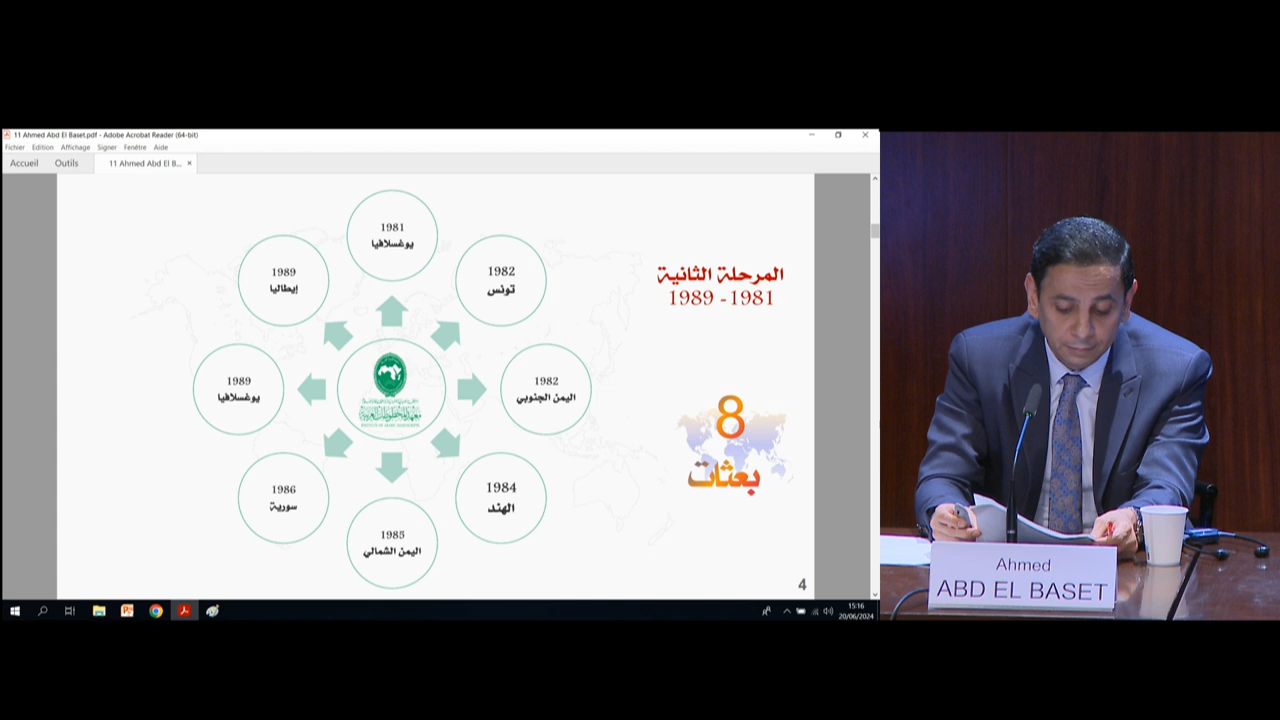 11 Ahmed Abd El Baset.pdf - Adobe Acrobat Reader (64-bit)
Fichier Edition Affichage Signer Fenêtre Aide
Accueil Outils 11 Ahmed Abd El B... ×
المرحلة الثانية
1989 -1981
8
بعثات
1981
يوغسلافيا
1982
تونس
1982
اليمن الجنوبي
1984
الهند
1985
اليمن الشمالي
1986
سورية
1989
يوغسلافيا
1989
إيطاليا
معهد المخطوطات العربية
4
15:16
20/06/2024
Ahmed
ABD EL BASET